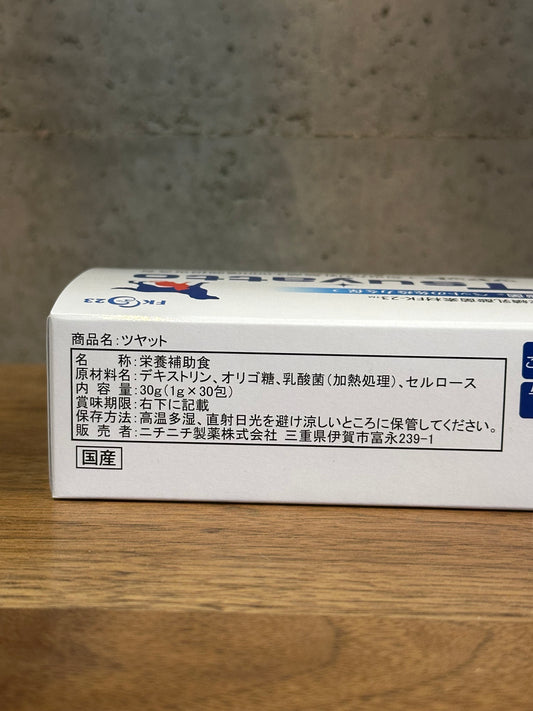 Tsuyatto
FK 23
商品名:ツヤット
名　　称:栄養補助食
原材料名:デキストリン、オリゴ糖、乳酸菌(加熱処理)、セルロース
内 容 量:30g(1g×30包)
賞味期限:右下に記載
保存方法:高温多湿、直射日光を避け涼しいところに保管してください。
販 売 者:ニチニチ製薬株式会社 三重県伊賀市富永239-1
国産